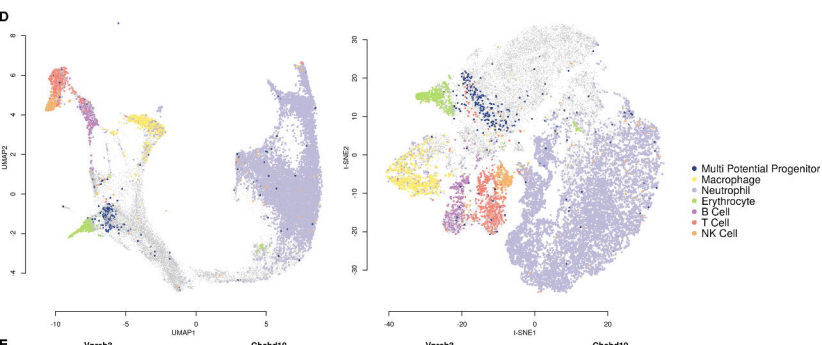 D
8
6
4
2
0
-2
-4
UMAP2
-10
-5
0
5
UMAP1
30
20
10
0
-10
-20
-30
t-SNE2
-40
-20
0
20
t-SNE1
Multi Potential Progenitor
Macrophage
Neutrophil
Erythrocyte
B Cell
T Cell
NK Cell